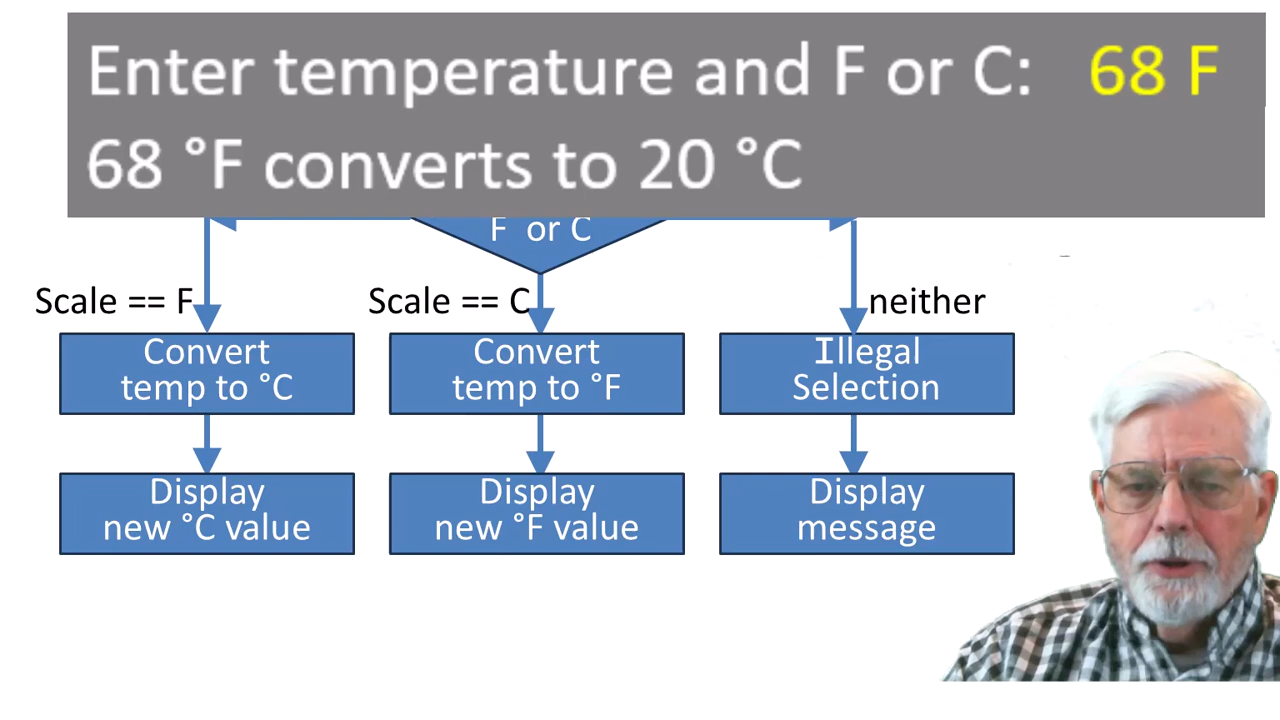 Enter temperature and F or C: 68 F
68 °F converts to 20 °C
F or C
Scale == F
Scale == C
neither
Convert
temp to °C
Convert
temp to °F
Illegal
Selection
Display
new °C value
Display
new °F value
Display
message